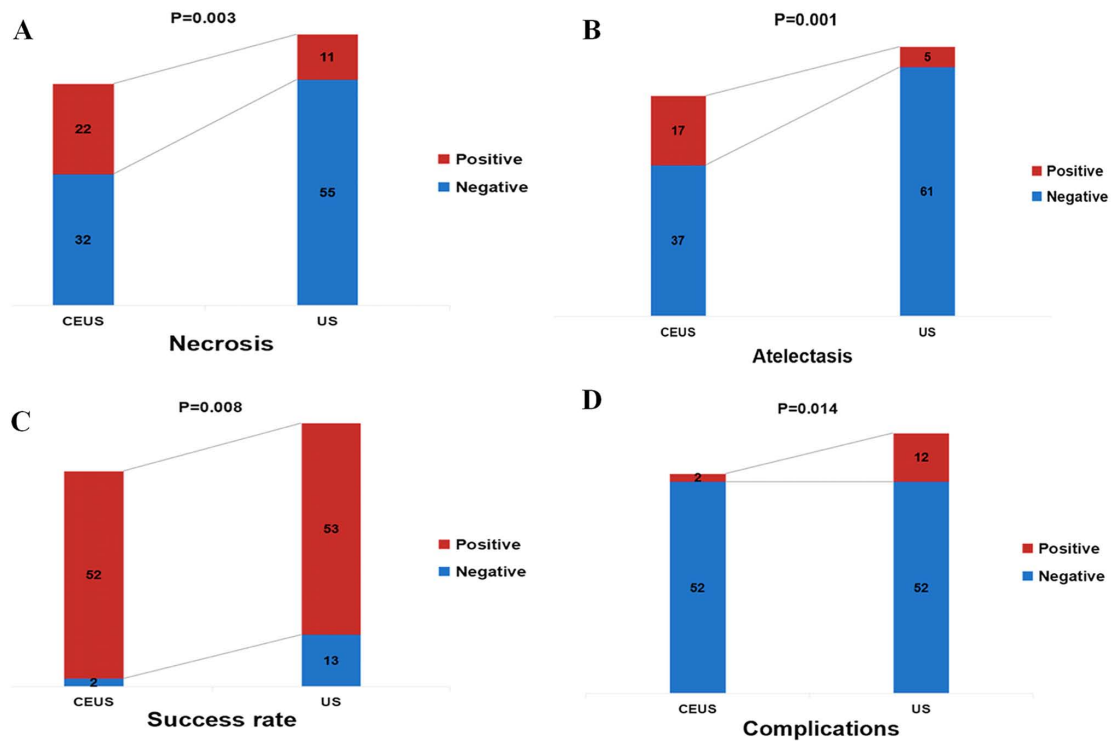 A
P=0.003
11
22
55
32
Positive
Negative
CEUS
US
Necrosis
B
P=0.001
5
17
61
37
Positive
Negative
CEUS
US
Atelectasis
C
P=0.008
53
52
13
2
Positive
Negative
CEUS
US
Success rate
D
P=0.014
12
2
52
52
Positive
Negative
CEUS
US
Complications